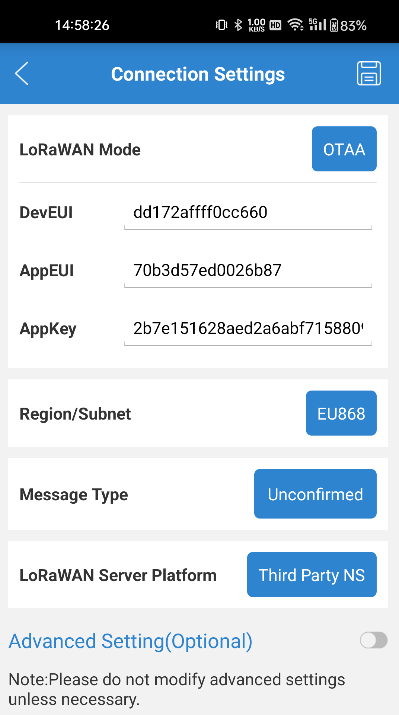 14:58:26 1.00 KB/S HD 5G 83%
Connection Settings
LoRaWAN Mode OTAA
DevEUI dd172affff0cc660
AppEUI 70b3d57ed0026b87
AppKey 2b7e151628aed2a6abf715880
Region/Subnet EU868
Message Type Unconfirmed
LoRaWAN Server Platform Third Party NS
Advanced Setting(Optional)
Note:Please do not modify advanced settings
unless necessary.